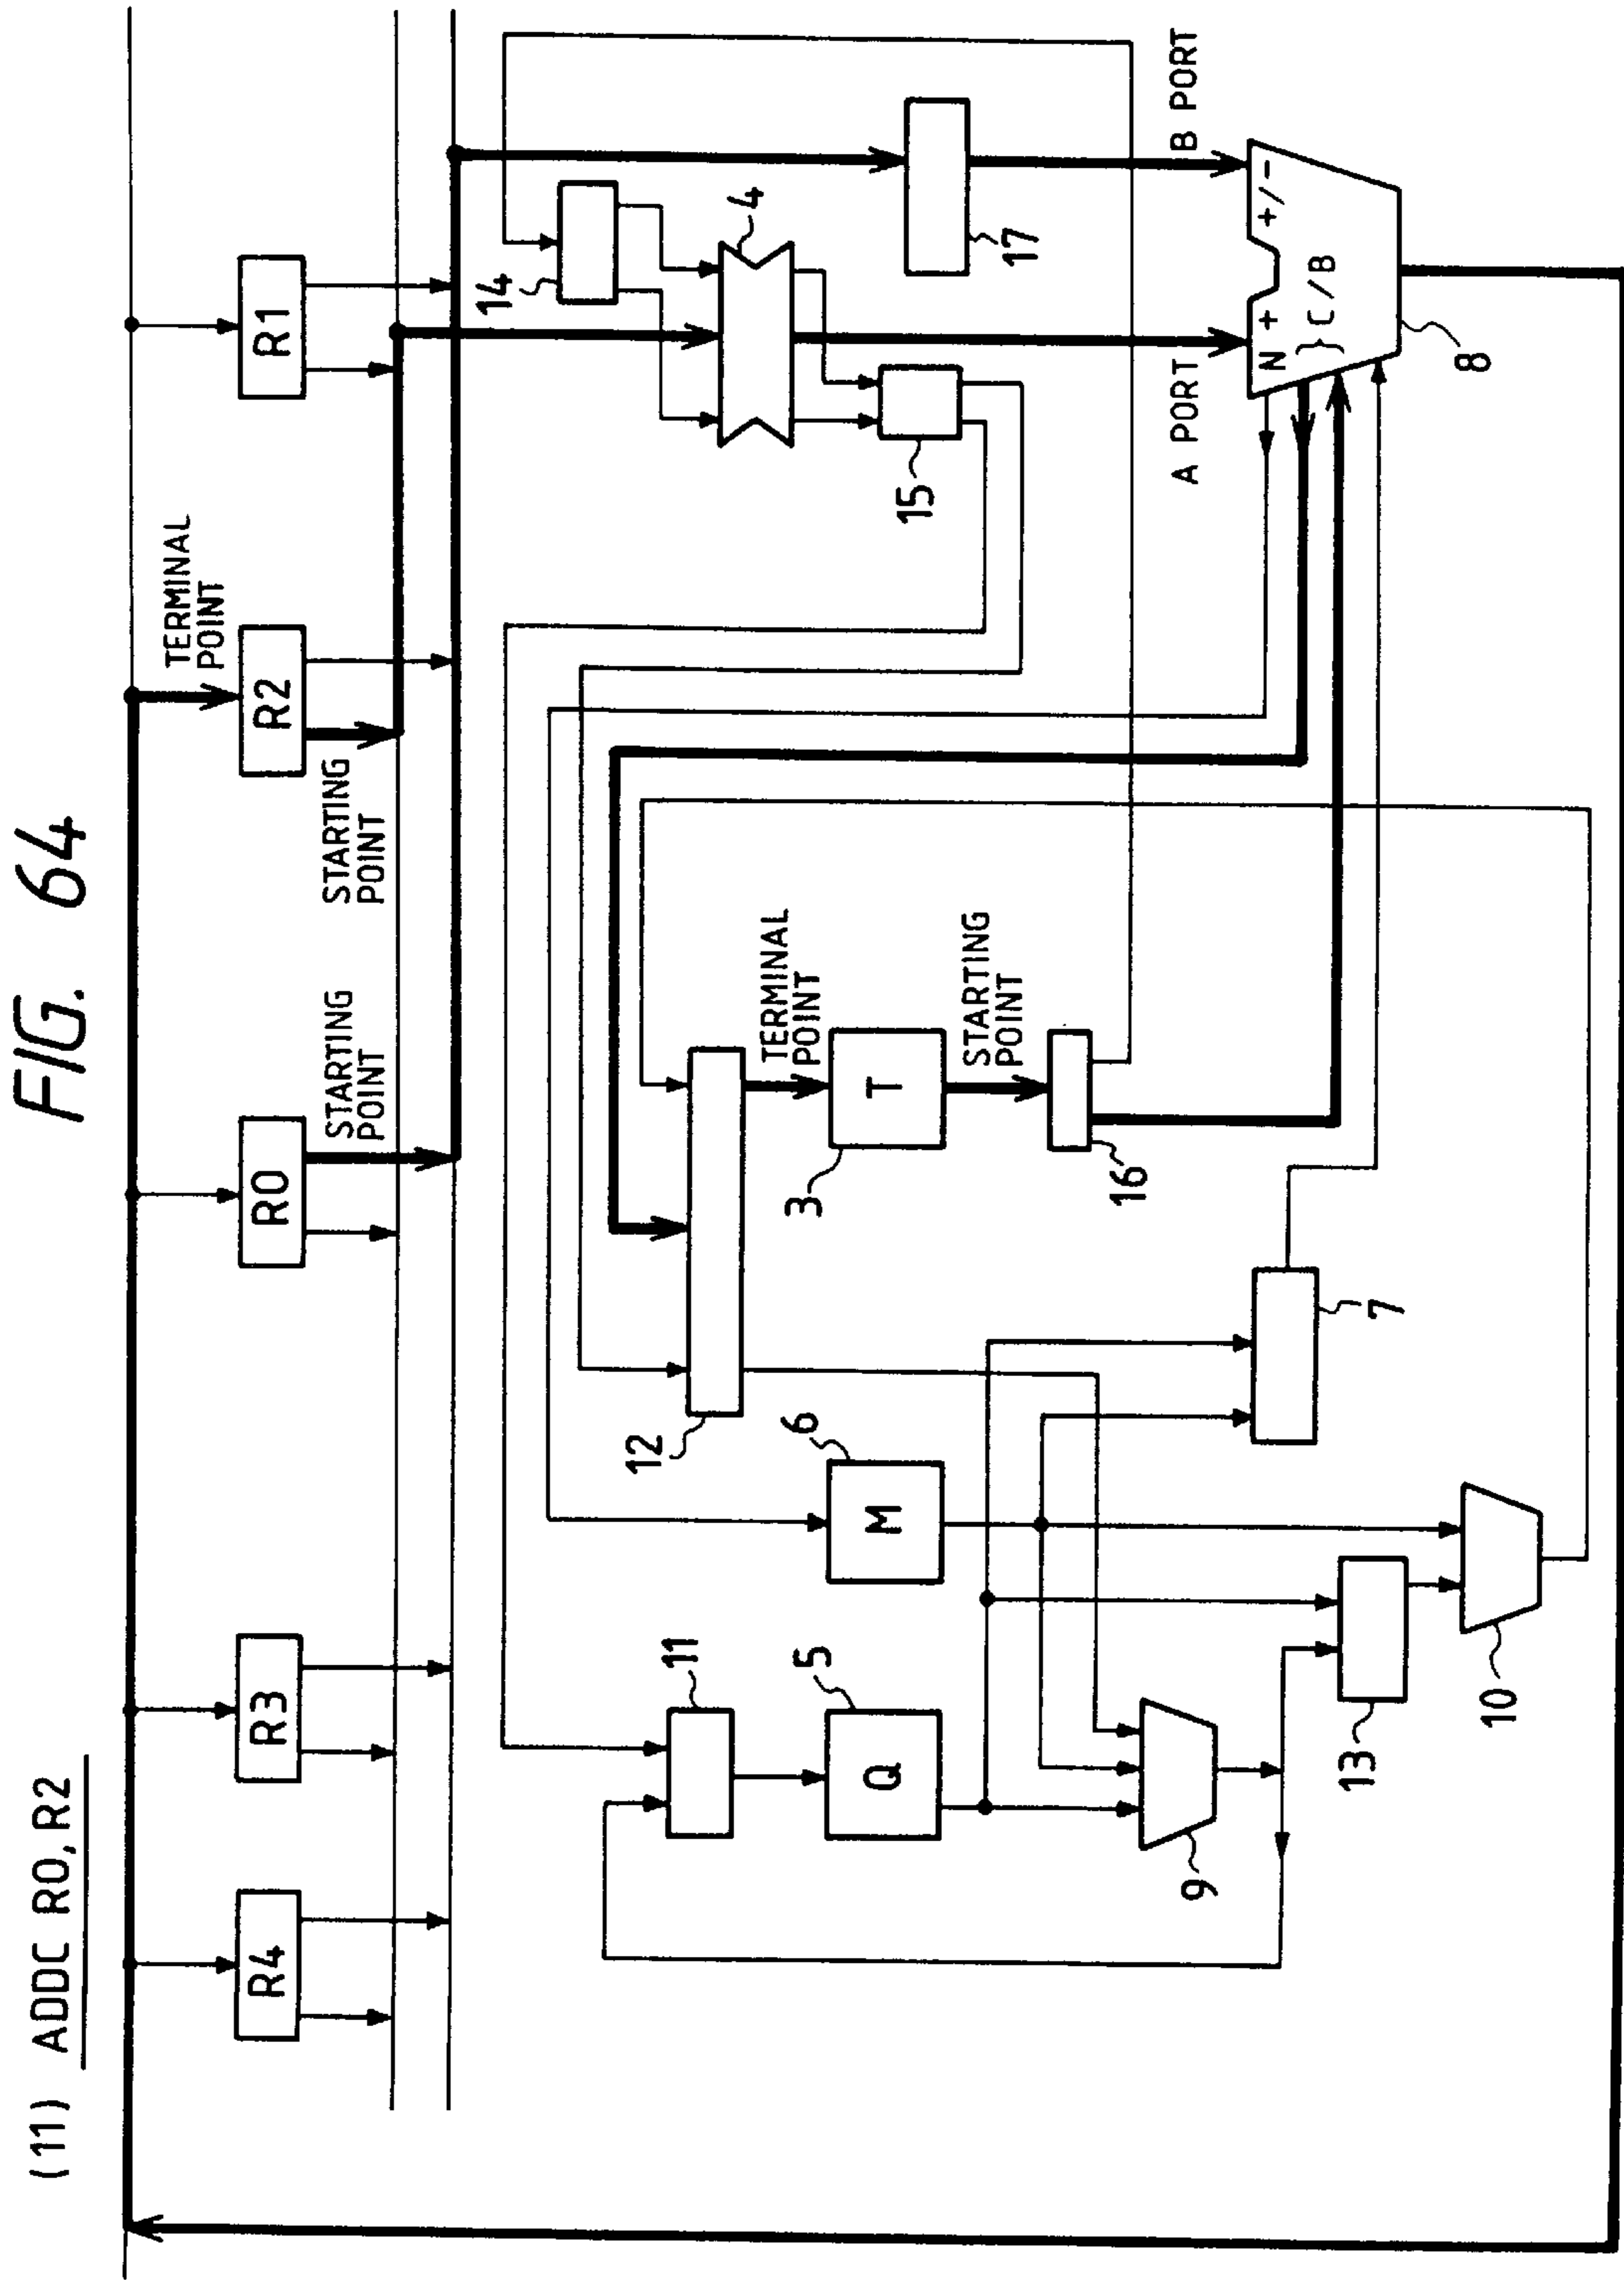 FIG. 64
(11) ADDC R0, R2
TERMINAL
POINT
R4
R3
R0
R2
R1
STARTING
POINT
STARTING
POINT
14
4
17
15
12
11
6
M
5
Q
TERMINAL
POINT
3
T
STARTING
POINT
16
A PORT
B PORT
N + +/-
} C/B
8
7
9
13
10